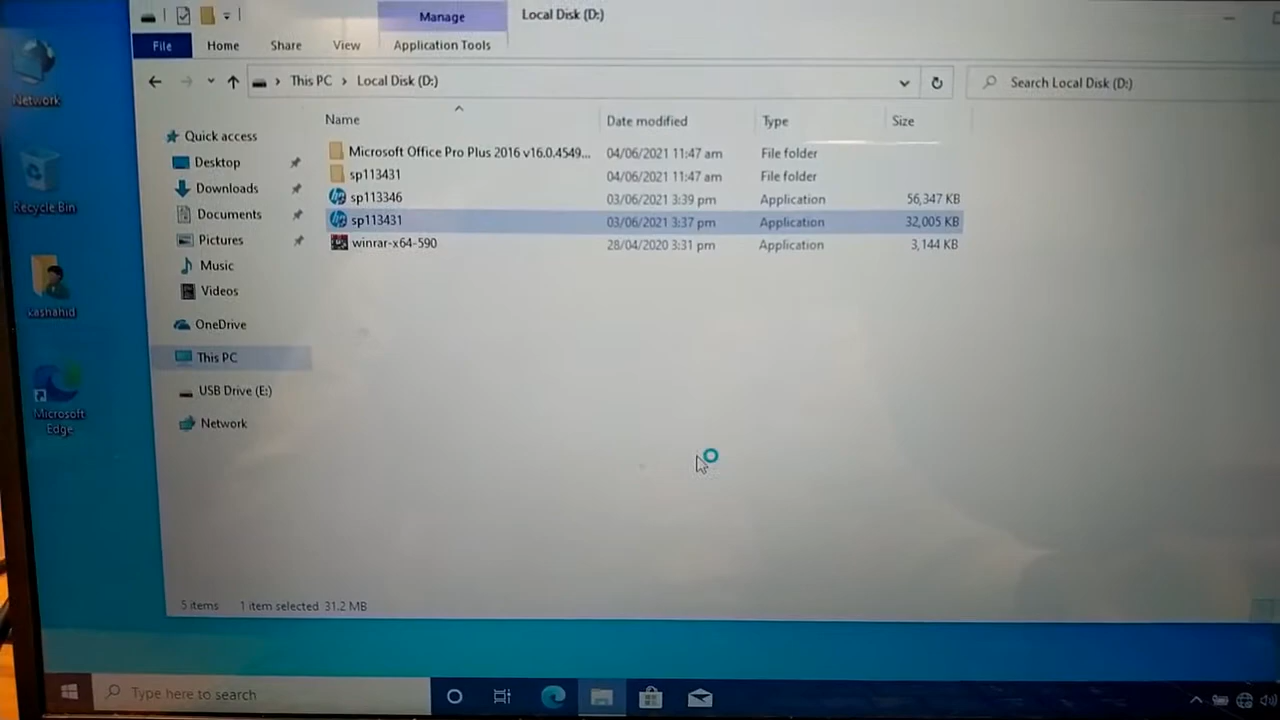 Manage
Local Disk (D:)
File
Home
Share
View
Application Tools
This PC
Local Disk (D:)
Search Local Disk (D:)
Name
Date modified
Type
Size
Microsoft Office Pro Plus 2016 v16.0.4549...
04/06/2021 11:47 am
File folder
sp113431
04/06/2021 11:47 am
File folder
sp113346
03/06/2021 3:39 pm
Application
56,347 KB
sp113431
03/06/2021 3:37 pm
Application
32,005 KB
winrar-x64-590
28/04/2020 3:31 pm
Application
3,144 KB
Quick access
Desktop
Downloads
Documents
Pictures
Music
Videos
OneDrive
This PC
USB Drive (E:)
Network
Network
Recycle Bin
kashahid
Microsoft
Edge
5 items
1 item selected 31.2 MB
Type here to search